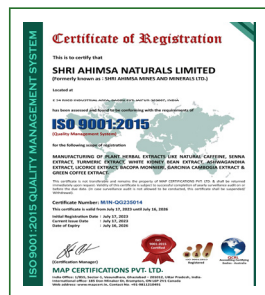 ISO 9001:2015 QUALITY MANAGEMENT SYSTEM
Certificate of Registration
This is to certify that
SHRI AHIMSA NATURALS LIMITED
(Formerly known as : SHRI AHIMSA MINES AND MINERALS LTD.)
Located at
has been assessed and found to be conforming with the requirements of
ISO 9001:2015
(Quality Management System)
for the following scope of registration
MANUFACTURING OF PLANT HERBAL EXTRACTS LIKE NATURAL CAFFEINE, SENNA
EXTRACT, TURMERIC EXTRACT, WHITE KIDNEY BEAN EXTRACT, ASHWAGANDHA
EXTRACT, LICORICE EXTRACT, BACOPA MONNIERI, GARCINIA CAMBOGIA EXTRACT &
GREEN COFFEE EXTRACT.
Certificate Number: M/IN-QG235014
This certificate is valid from July 17, 2023 until July 16, 2026
Initial Registration Date : July 17, 2023
Current Issue Date : July 17, 2023
Date of Expiry : July 16, 2026
(Certification Manager)
MAP CERTIFICATIONS PVT. LTD.